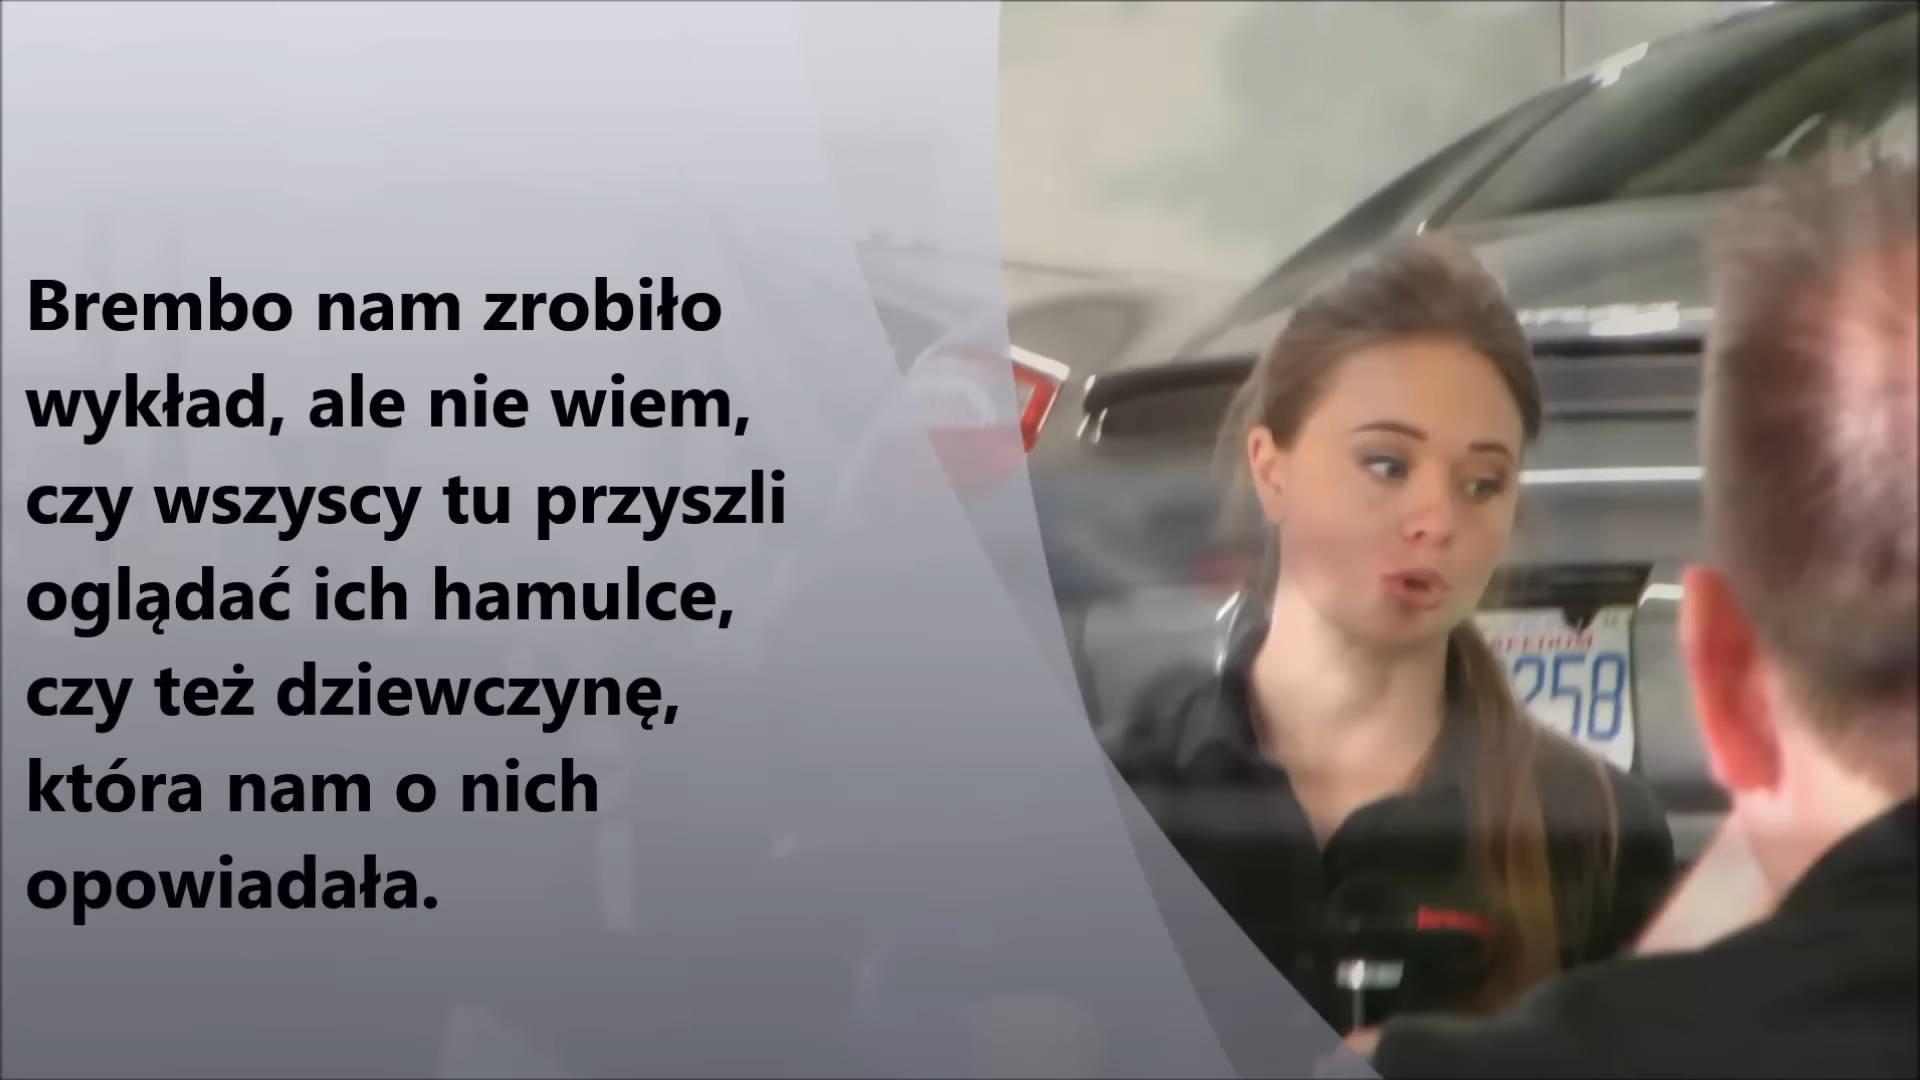 Brembo nam zrobiło
wykład, ale nie wiem,
czy wszyscy tu przyszli
oglądać ich hamulce,
czy też dziewczynę,
która nam o nich
opowiadała.
258